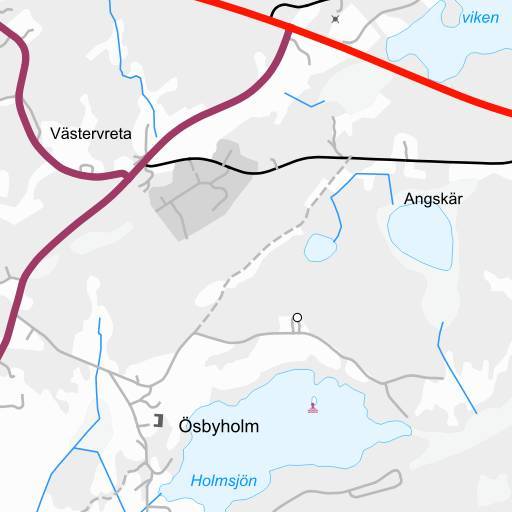 viken
Västervreta
Angskär
Ösbyholm
Holmsjön